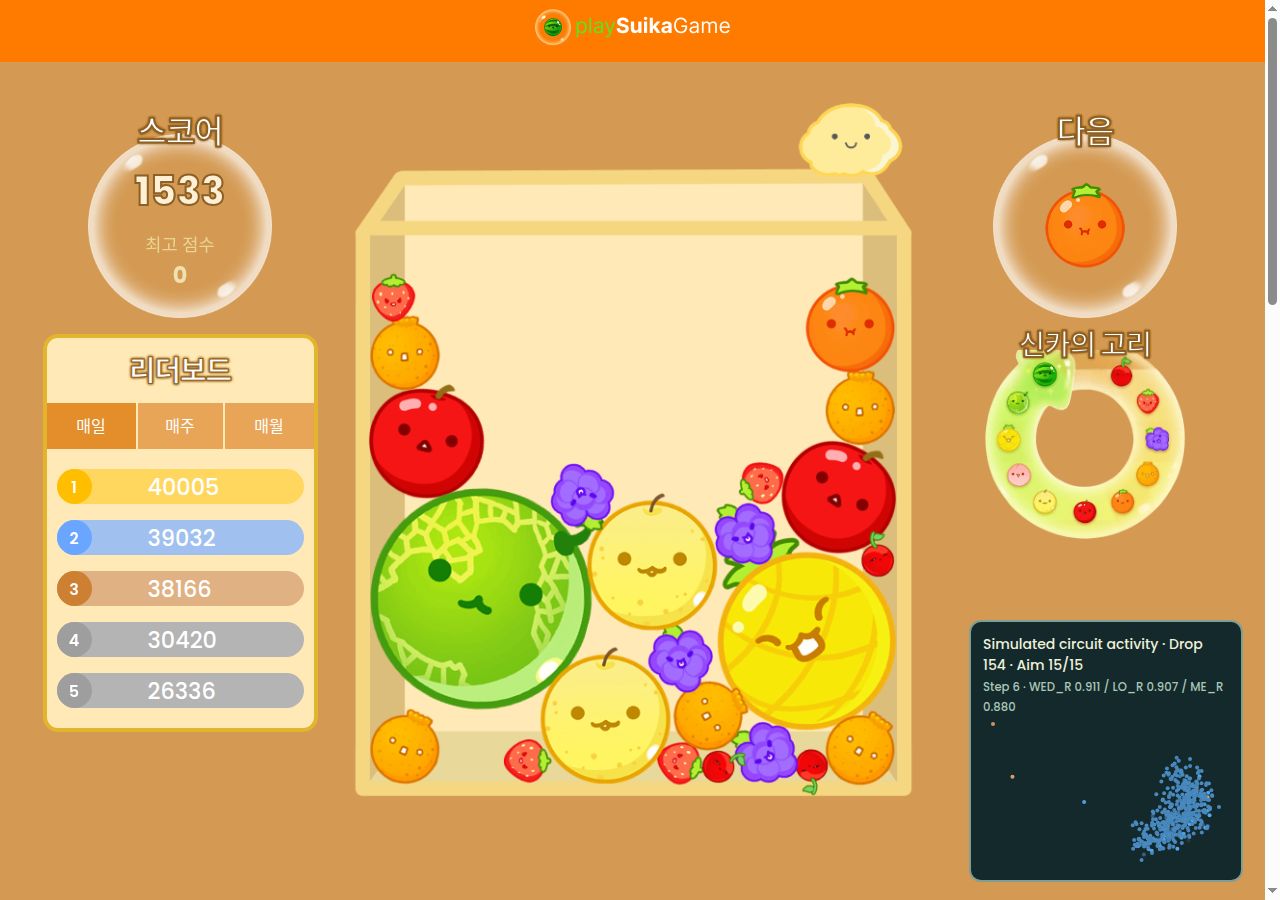 playSuikaGame
스코어
1533
최고 점수
0
리더보드
매일 매주 매월
1 40005
2 39032
3 38166
4 30420
5 26336
다음
신카의 고리
Simulated circuit activity · Drop
154 · Aim 15/15
Step 6 · WED_R 0.911 / LO_R 0.907 / ME_R
0.880